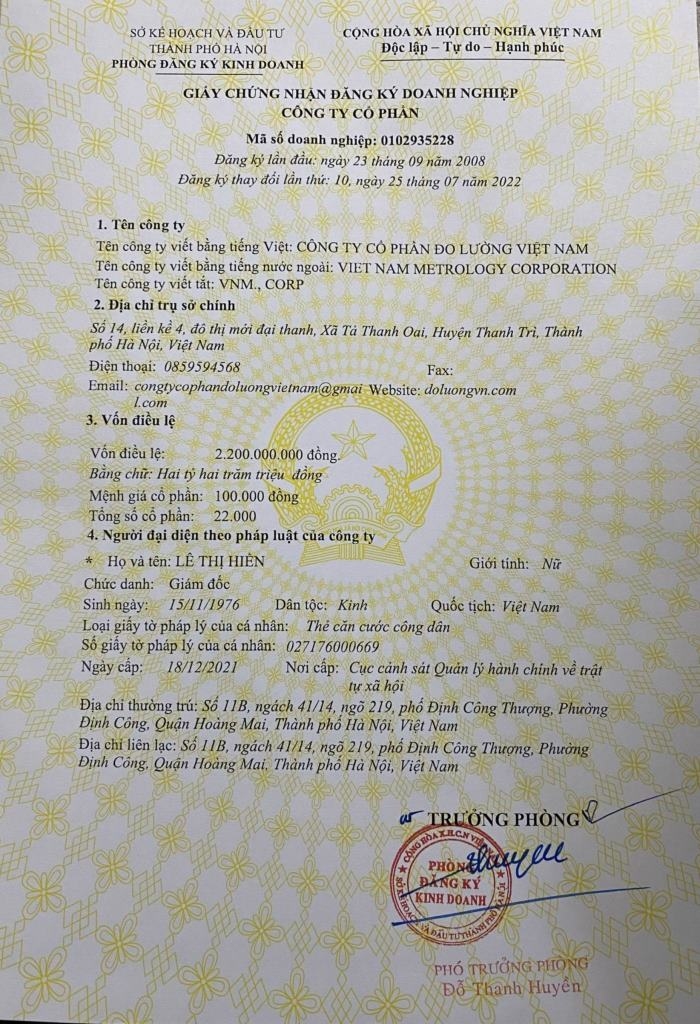 SỞ KẾ HOẠCH VÀ ĐẦU TƯ
THÀNH PHỐ HÀ NỘI
PHÒNG ĐĂNG KÝ KINH DOANH
CỘNG HÒA XÃ HỘI CHỦ NGHĨA VIỆT NAM
Độc lập – Tự do – Hạnh phúc
GIẤY CHỨNG NHẬN ĐĂNG KÝ DOANH NGHIỆP
CÔNG TY CỔ PHẦN
Mã số doanh nghiệp: 0102935228
Đăng ký lần đầu: ngày 23 tháng 09 năm 2008
Đăng ký thay đổi lần thứ: 10, ngày 25 tháng 07 năm 2022
1. Tên công ty
Tên công ty viết bằng tiếng Việt: CÔNG TY CỔ PHẦN ĐO LƯỜNG VIỆT NAM
Tên công ty viết bằng tiếng nước ngoài: VIET NAM METROLOGY CORPORATION
Tên công ty viết tắt: VNM., CORP
2. Địa chỉ trụ sở chính
Số 14, liền kề 4, đô thị mới đại thanh, Xã Tả Thanh Oai, Huyện Thanh Trì, Thành
phố Hà Nội, Việt Nam
Điện thoại: 0859594568 Fax:
Email: congtycophandoluongvietnam@gmai Website: doluongvn.com
l.com
3. Vốn điều lệ
Vốn điều lệ: 2.200.000.000 đồng.
Bằng chữ: Hai tỷ hai trăm triệu đồng
Mệnh giá cổ phần: 100.000 đồng
Tổng số cổ phần: 22.000
4. Người đại diện theo pháp luật của công ty
* Họ và tên: LÊ THỊ HIÊN Giới tính: Nữ
Chức danh: Giám đốc
Sinh ngày: 15/11/1976 Dân tộc: Kinh Quốc tịch: Việt Nam
Loại giấy tờ pháp lý của cá nhân: Thẻ căn cước công dân
Số giấy tờ pháp lý của cá nhân: 027176000669
Ngày cấp: 18/12/2021 Nơi cấp: Cục cảnh sát Quản lý hành chính về trật
tự xã hội
Địa chỉ thường trú: Số 11B, ngách 41/14, ngõ 219, phố Định Công Thượng, Phường
Định Công, Quận Hoàng Mai, Thành phố Hà Nội, Việt Nam
Địa chỉ liên lạc: Số 11B, ngách 41/14, ngõ 219, phố Định Công Thượng, Phường
Định Công, Quận Hoàng Mai, Thành phố Hà Nội, Việt Nam
TRƯỞNG PHÒNG
CỘNG HÒA X.H.C.N VIỆT
PHÒNG
ĐĂNG KÝ
KINH DOANH
SỞ KẾ HOẠCH VÀ ĐẦU TƯ THÀNH PHỐ HÀ NỘI
PHÓ TRƯỞNG PHÒNG
Đỗ Thanh Huyền